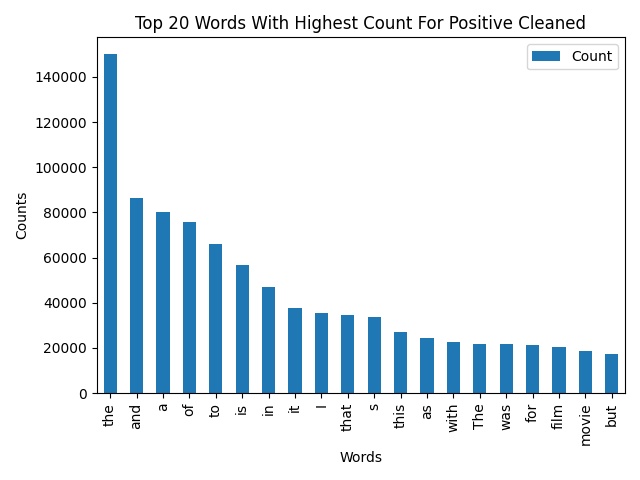 Top 20 Words With Highest Count For Positive Cleaned
Count
Counts
140000
120000
100000
80000
60000
40000
20000
0
the and a of to is in it I that s this as with The was for film movie but
Words